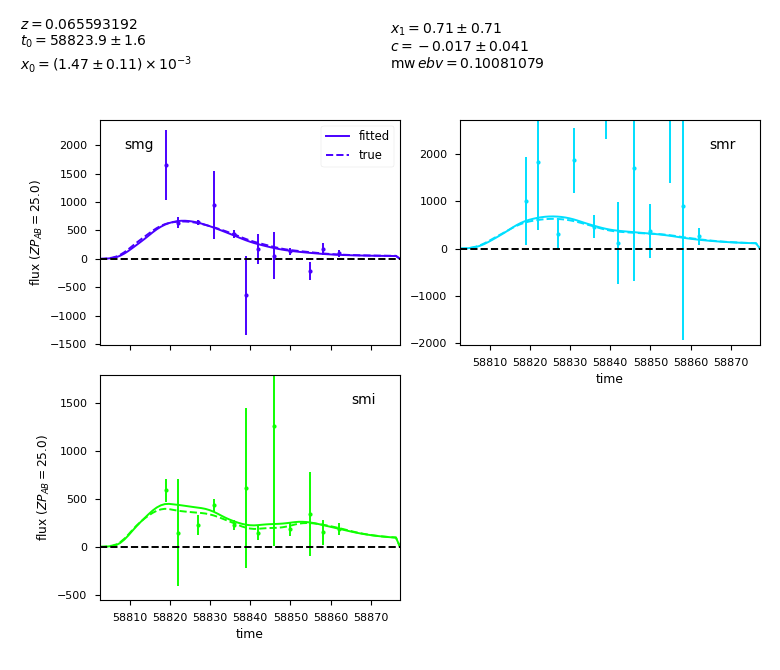 z = 0.065593192
t₀ = 58823.9 ± 1.6
x₀ = (1.47 ± 0.11) × 10⁻³
x₁ = 0.71 ± 0.71
c = −0.017 ± 0.041
mw ebv = 0.10081079
smg
fitted
true
flux (ZP_AB = 25.0)
2000
1500
1000
500
0
−500
−1000
−1500
smr
2000
1000
0
−1000
−2000
58810 58820 58830 58840 58850 58860 58870
time
smi
flux (ZP_AB = 25.0)
1500
1000
500
0
−500
58810 58820 58830 58840 58850 58860 58870
time